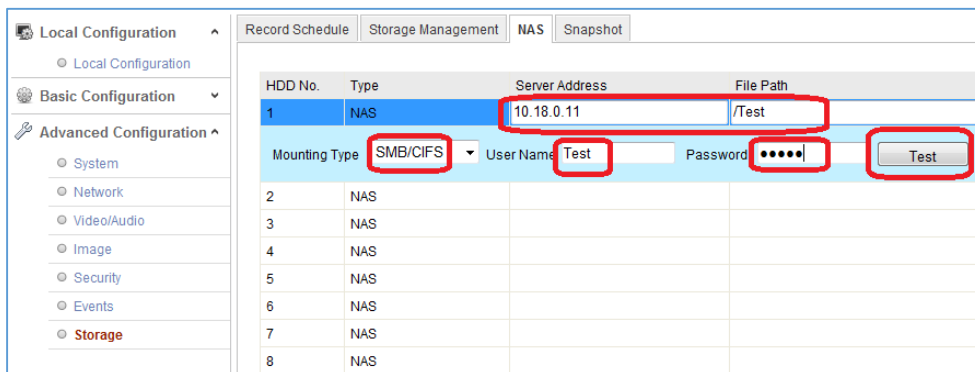 Local Configuration
Local Configuration
Basic Configuration
Advanced Configuration
System
Network
Video/Audio
Image
Security
Events
Storage
Record Schedule Storage Management NAS Snapshot
HDD No. Type Server Address File Path
1 NAS 10.18.0.11 /Test
Mounting Type SMB/CIFS User Name Test Password ●●●●● Test
2 NAS
3 NAS
4 NAS
5 NAS
6 NAS
7 NAS
8 NAS